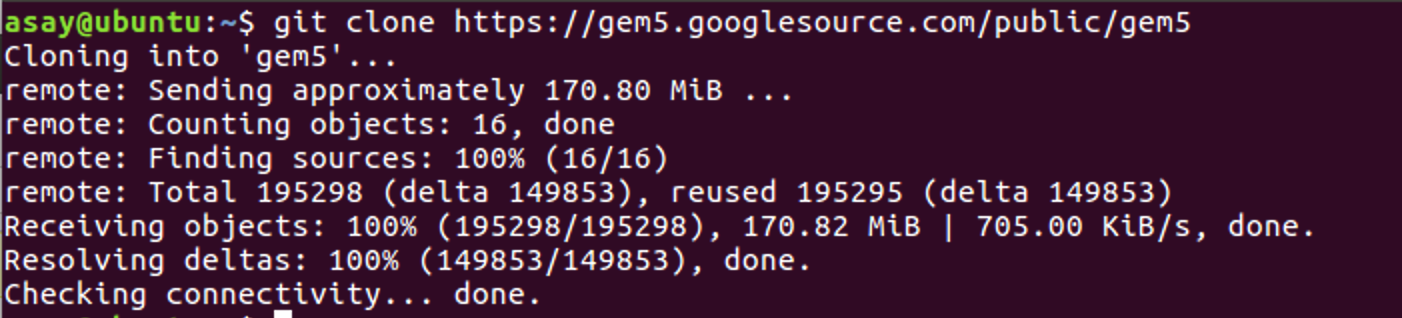 asay@ubuntu:~$ git clone https://gem5.googlesource.com/public/gem5
Cloning into 'gem5'...
remote: Sending approximately 170.80 MiB ...
remote: Counting objects: 16, done
remote: Finding sources: 100% (16/16)
remote: Total 195298 (delta 149853), reused 195295 (delta 149853)
Receiving objects: 100% (195298/195298), 170.82 MiB | 705.00 KiB/s, done.
Resolving deltas: 100% (149853/149853), done.
Checking connectivity... done.